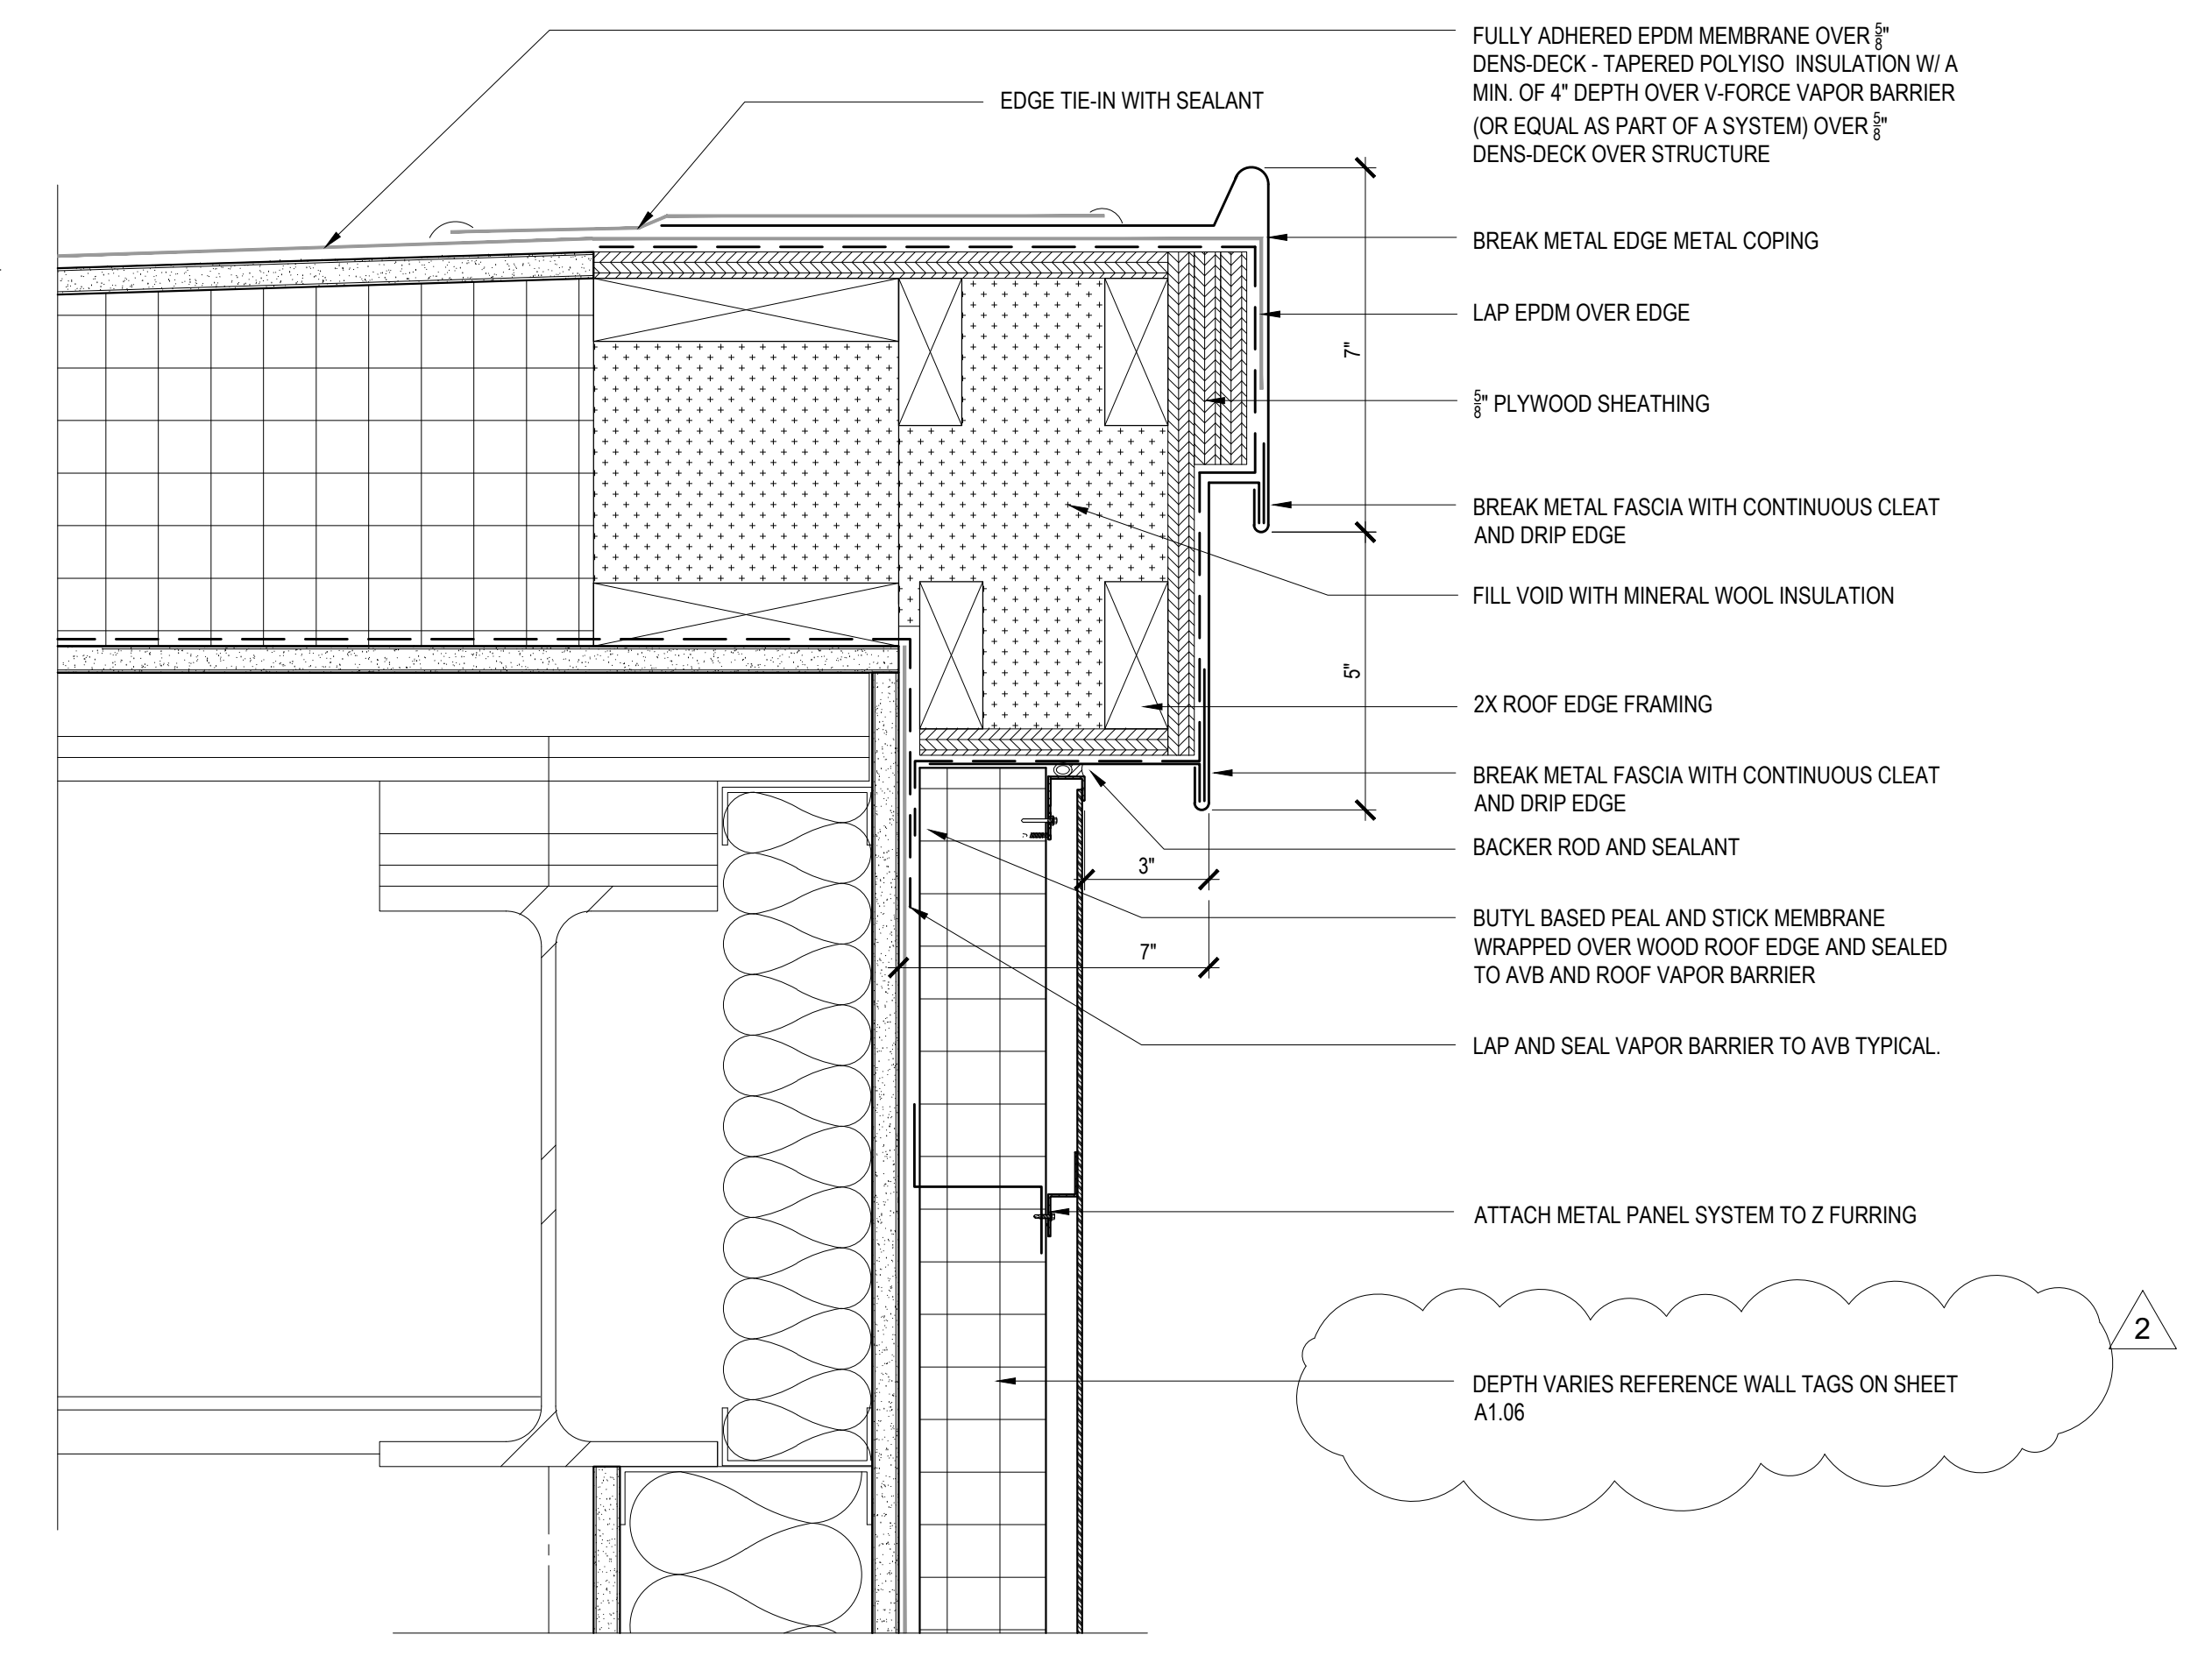 FULLY ADHERED EPDM MEMBRANE OVER 5/8"
DENS-DECK - TAPERED POLYISO INSULATION W/ A
MIN. OF 4" DEPTH OVER V-FORCE VAPOR BARRIER
(OR EQUAL AS PART OF A SYSTEM) OVER 5/8"
DENS-DECK OVER STRUCTURE
EDGE TIE-IN WITH SEALANT
BREAK METAL EDGE METAL COPING
LAP EPDM OVER EDGE
7"
5/8" PLYWOOD SHEATHING
BREAK METAL FASCIA WITH CONTINUOUS CLEAT
AND DRIP EDGE
FILL VOID WITH MINERAL WOOL INSULATION
5"
2X ROOF EDGE FRAMING
BREAK METAL FASCIA WITH CONTINUOUS CLEAT
AND DRIP EDGE
BACKER ROD AND SEALANT
3"
BUTYL BASED PEAL AND STICK MEMBRANE
WRAPPED OVER WOOD ROOF EDGE AND SEALED
TO AVB AND ROOF VAPOR BARRIER
7"
LAP AND SEAL VAPOR BARRIER TO AVB TYPICAL.
ATTACH METAL PANEL SYSTEM TO Z FURRING
2
DEPTH VARIES REFERENCE WALL TAGS ON SHEET
A1.06